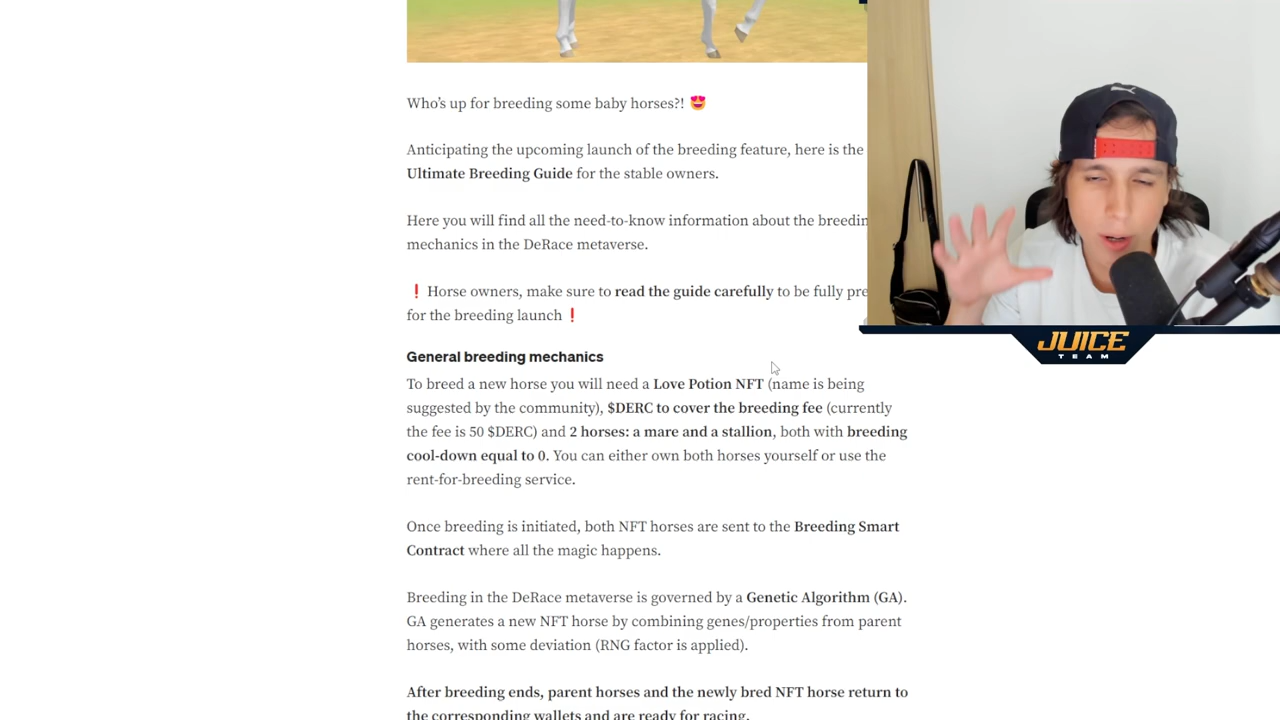 Who's up for breeding some baby horses?! 😍
Anticipating the upcoming launch of the breeding feature, here is the
Ultimate Breeding Guide for the stable owners.
Here you will find all the need-to-know information about the
mechanics in the DeRace metaverse.
❗ Horse owners, make sure to read the guide carefully to be fully
for the breeding launch ❗
General breeding mechanics
To breed a new horse you will need a Love Potion NFT (name is being
suggested by the community), $DERC to cover the breeding fee (currently
the fee is 50 $DERC) and 2 horses: a mare and a stallion, both with breeding
cool-down equal to 0. You can either own both horses yourself or use the
rent-for-breeding service.
Once breeding is initiated, both NFT horses are sent to the Breeding Smart
Contract where all the magic happens.
Breeding in the DeRace metaverse is governed by a Genetic Algorithm (GA).
GA generates a new NFT horse by combining genes/properties from parent
horses, with some deviation (RNG factor is applied).
After breeding ends, parent horses and the newly bred NFT horse return to
the corresponding wallets and are ready for racing.
JUICE
TEAM